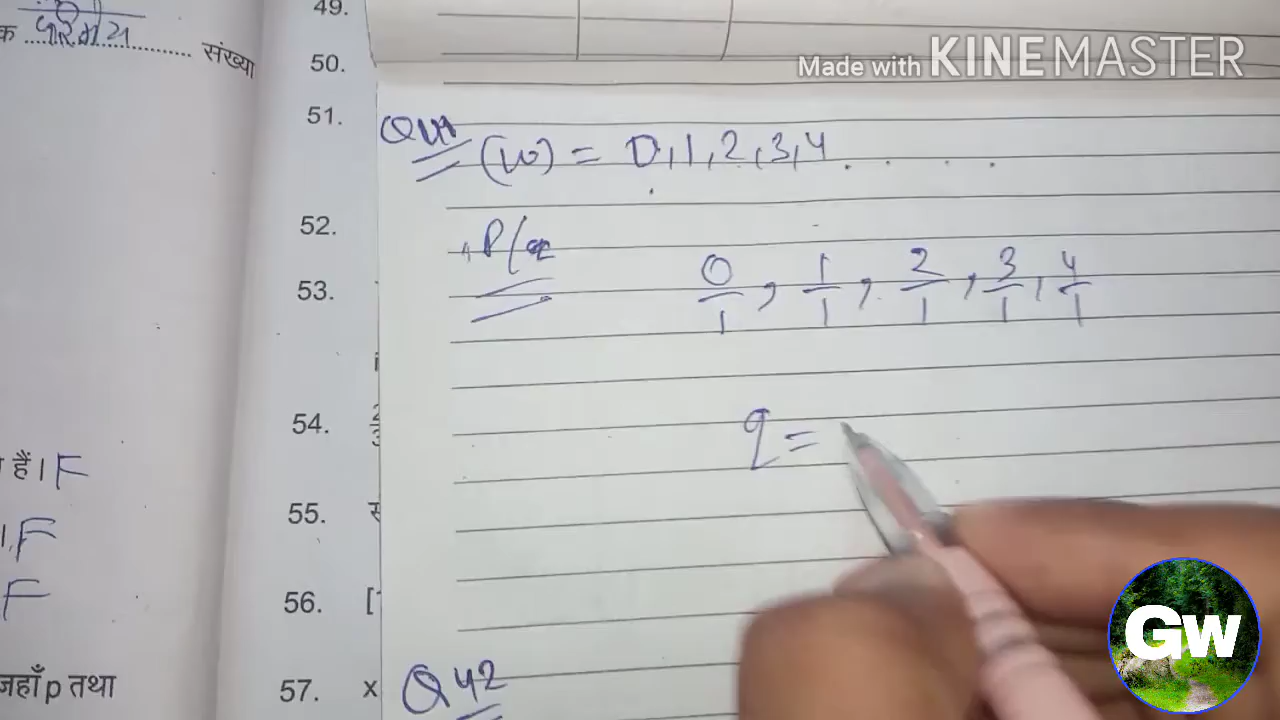 क परिमेय संख्या
49.
50.
Made with KINEMASTER
51.
Q41 (W) = 0, 1, 2, 3, 4 . . . .
52.
P/q
0/1, 1/1, 2/1, 3/1, 4/1
53.
54.
q =
हैं। F
55.
F
56. [
F
Q42
जहाँ p तथा
57. x
GW